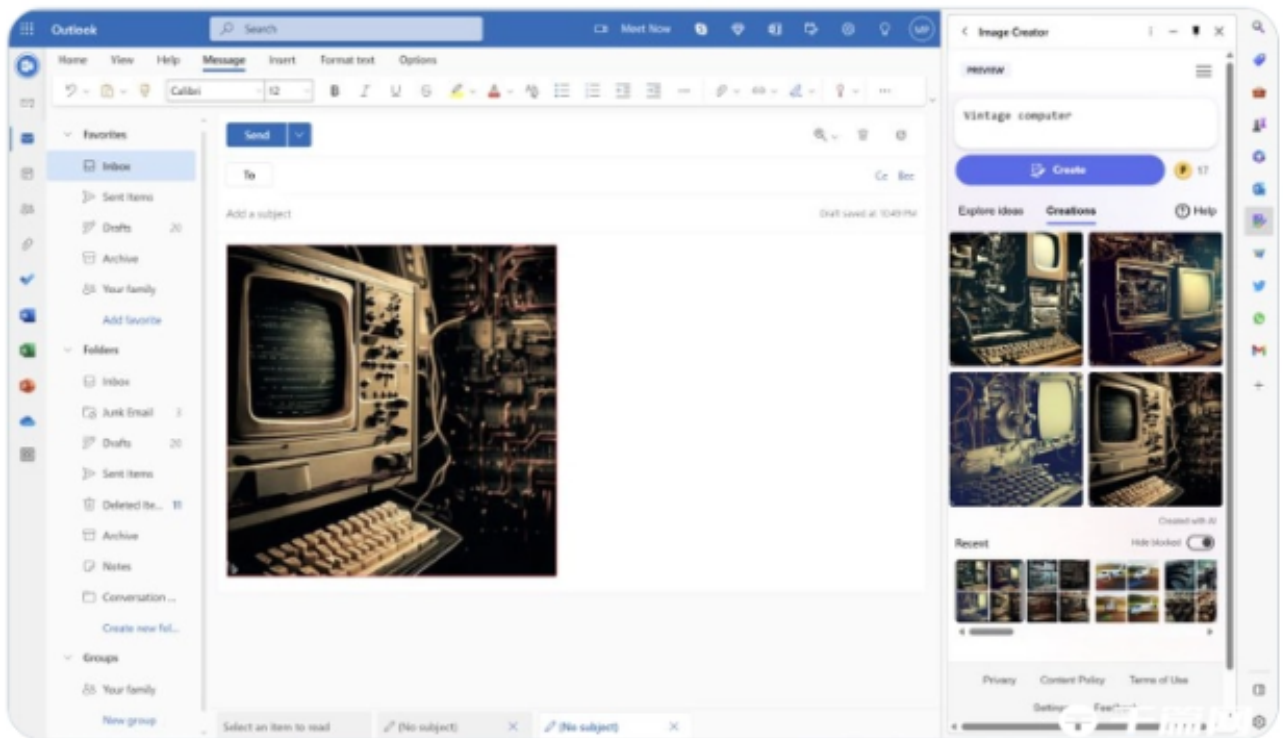 Outlook
Search
Meet Now
MP
Home View Help Message Insert Format text Options
Calibri 12
B I U S
Favorites
Inbox
Sent Items
Drafts 20
Archive
Your family
Add favorite
Folders
Inbox
Junk Email 3
Drafts 20
Sent Items
Deleted Ite... 11
Archive
Notes
Conversation ...
Create new fol...
Groups
Your family
New group
Send
To
Cc Bcc
Add a subject
Draft saved at 10:49 PM
Select an item to read
(No subject)
(No subject)
Image Creator
PREVIEW
Vintage computer
Create
17
Explore ideas Creations Help
Created with AI
Recent
Hide blocked
Privacy Content Policy Terms of Use
千篇网